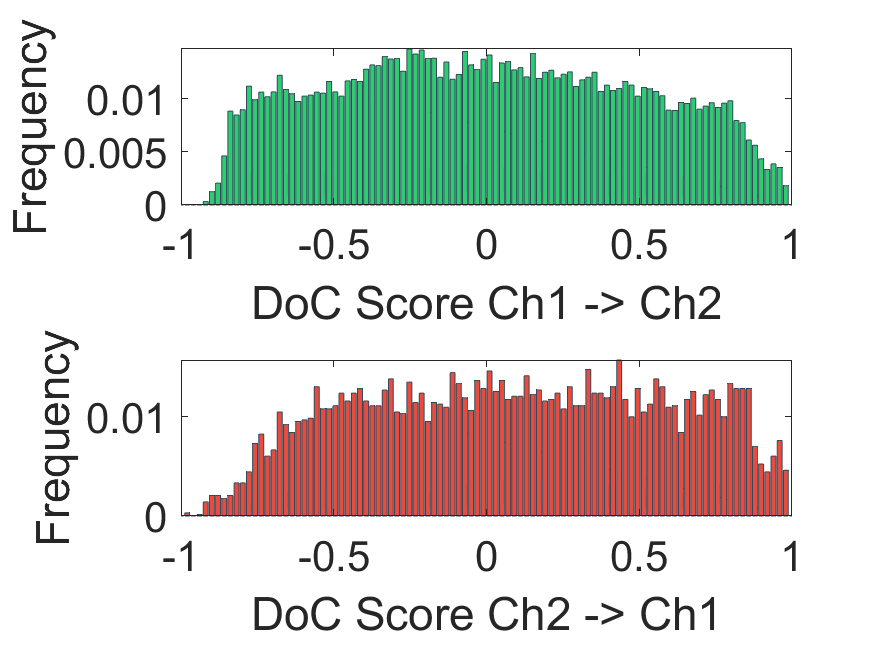 Frequency
0.01
0.005
0
-1 -0.5 0 0.5 1
DoC Score Ch1 -> Ch2
Frequency
0.01
0
-1 -0.5 0 0.5 1
DoC Score Ch2 -> Ch1